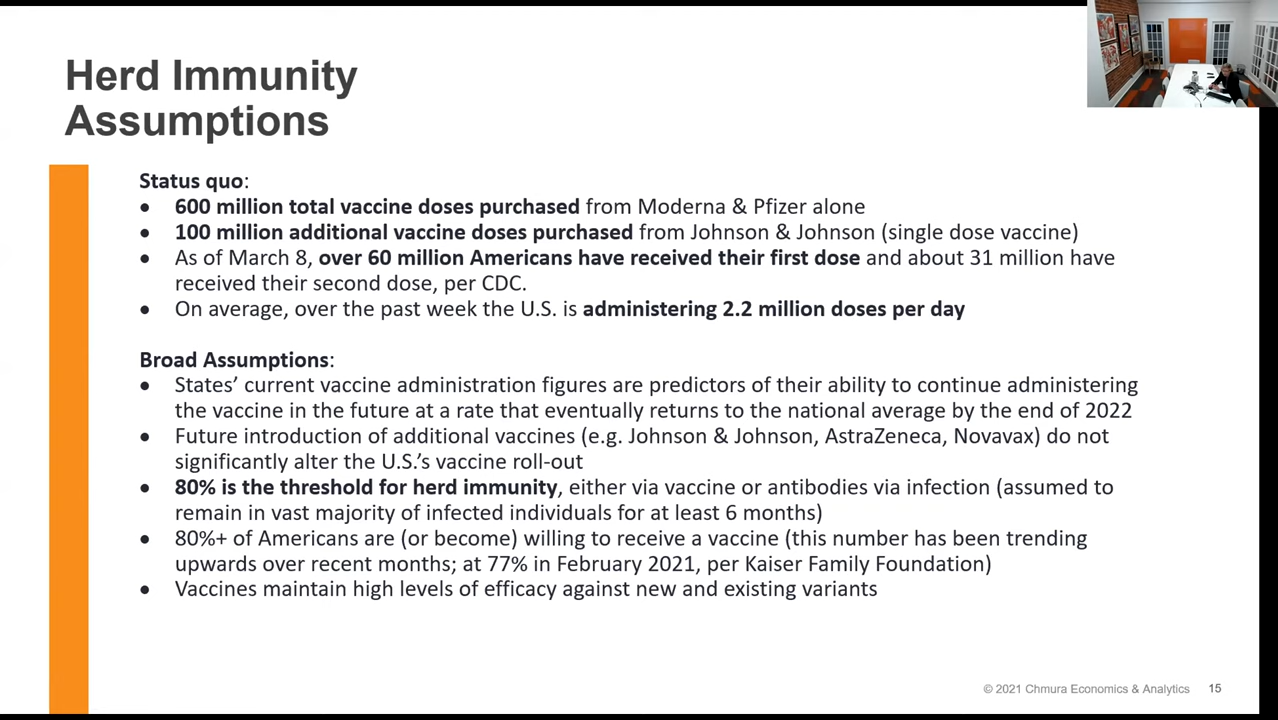 Herd Immunity
Assumptions
Status quo:
• 600 million total vaccine doses purchased from Moderna & Pfizer alone
• 100 million additional vaccine doses purchased from Johnson & Johnson (single dose vaccine)
• As of March 8, over 60 million Americans have received their first dose and about 31 million have
received their second dose, per CDC.
• On average, over the past week the U.S. is administering 2.2 million doses per day
Broad Assumptions:
• States’ current vaccine administration figures are predictors of their ability to continue administering
the vaccine in the future at a rate that eventually returns to the national average by the end of 2022
• Future introduction of additional vaccines (e.g. Johnson & Johnson, AstraZeneca, Novavax) do not
significantly alter the U.S.’s vaccine roll-out
• 80% is the threshold for herd immunity, either via vaccine or antibodies via infection (assumed to
remain in vast majority of infected individuals for at least 6 months)
• 80%+ of Americans are (or become) willing to receive a vaccine (this number has been trending
upwards over recent months; at 77% in February 2021, per Kaiser Family Foundation)
• Vaccines maintain high levels of efficacy against new and existing variants
© 2021 Chmura Economics & Analytics 15